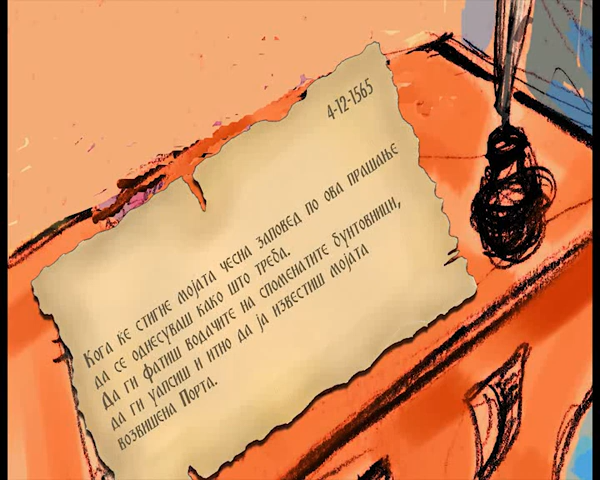 4-12-1565
Кога ќе стигне мојата чесна заповед по ова прашање
да се однесуваш како што треба.
Да ги фатиш водачите на споменатите бунтовници,
да ги уапсиш и итно да ја известиш мојата
возвишена Порта.